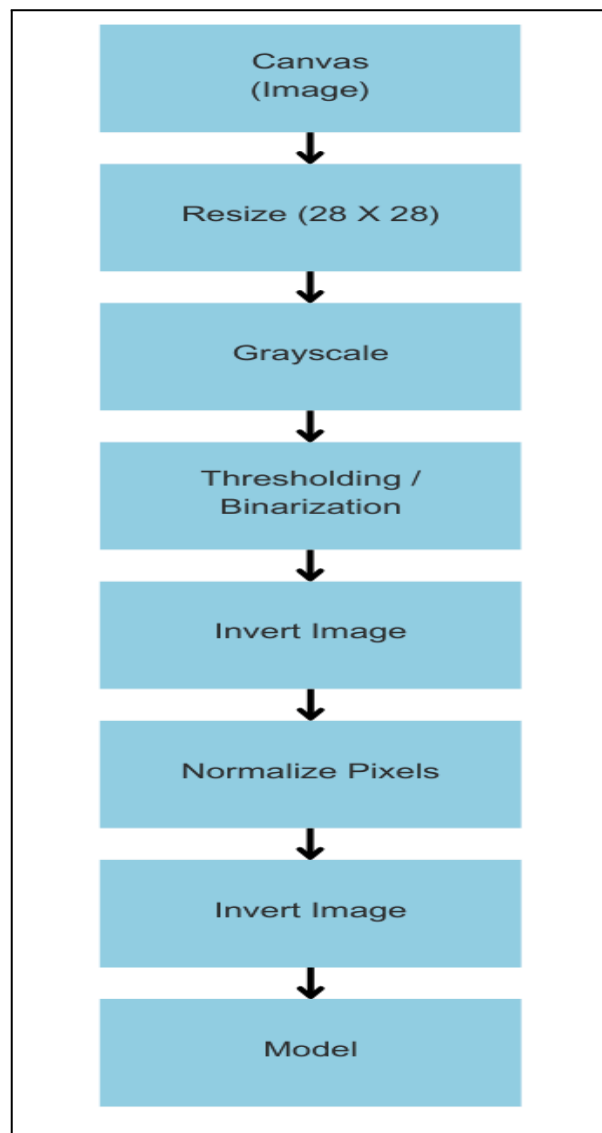 Canvas
(Image)
Resize (28 X 28)
Grayscale
Thresholding /
Binarization
Invert Image
Normalize Pixels
Invert Image
Model